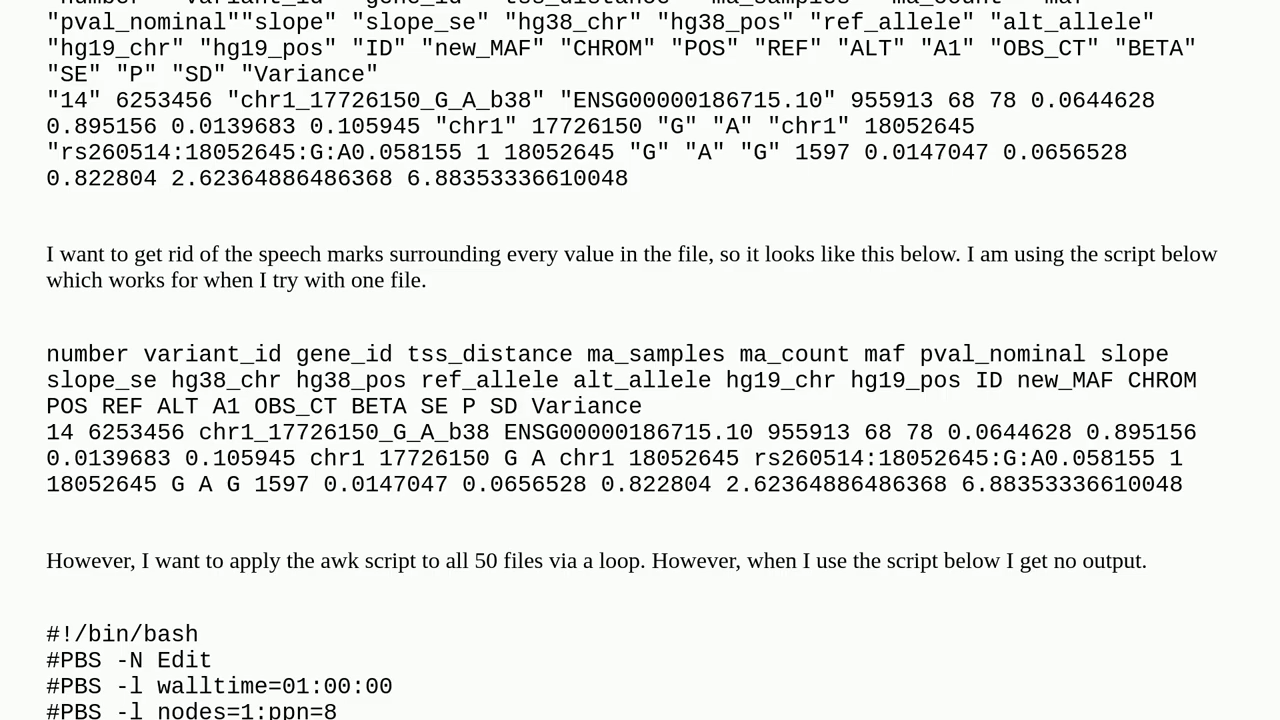 "pval_nominal""slope" "slope_se" "hg38_chr" "hg38_pos" "ref_allele" "alt_allele"
"hg19_chr" "hg19_pos" "ID" "new_MAF" "CHROM" "POS" "REF" "ALT" "A1" "OBS_CT" "BETA"
"SE" "P" "SD" "Variance"
"14" 6253456 "chr1_17726150_G_A_b38" "ENSG00000186715.10" 955913 68 78 0.0644628
0.895156 0.0139683 0.105945 "chr1" 17726150 "G" "A" "chr1" 18052645
"rs260514:18052645:G:A0.058155 1 18052645 "G" "A" "G" 1597 0.0147047 0.0656528
0.822804 2.62364886486368 6.88353336610048
I want to get rid of the speech marks surrounding every value in the file, so it looks like this below. I am using the script below
which works for when I try with one file.
number variant_id gene_id tss_distance ma_samples ma_count maf pval_nominal slope
slope_se hg38_chr hg38_pos ref_allele alt_allele hg19_chr hg19_pos ID new_MAF CHROM
POS REF ALT A1 OBS_CT BETA SE P SD Variance
14 6253456 chr1_17726150_G_A_b38 ENSG00000186715.10 955913 68 78 0.0644628 0.895156
0.0139683 0.105945 chr1 17726150 G A chr1 18052645 rs260514:18052645:G:A0.058155 1
18052645 G A G 1597 0.0147047 0.0656528 0.822804 2.62364886486368 6.88353336610048
However, I want to apply the awk script to all 50 files via a loop. However, when I use the script below I get no output.
#!/bin/bash
#PBS -N Edit
#PBS -l walltime=01:00:00
#PBS -l nodes=1:ppn=8